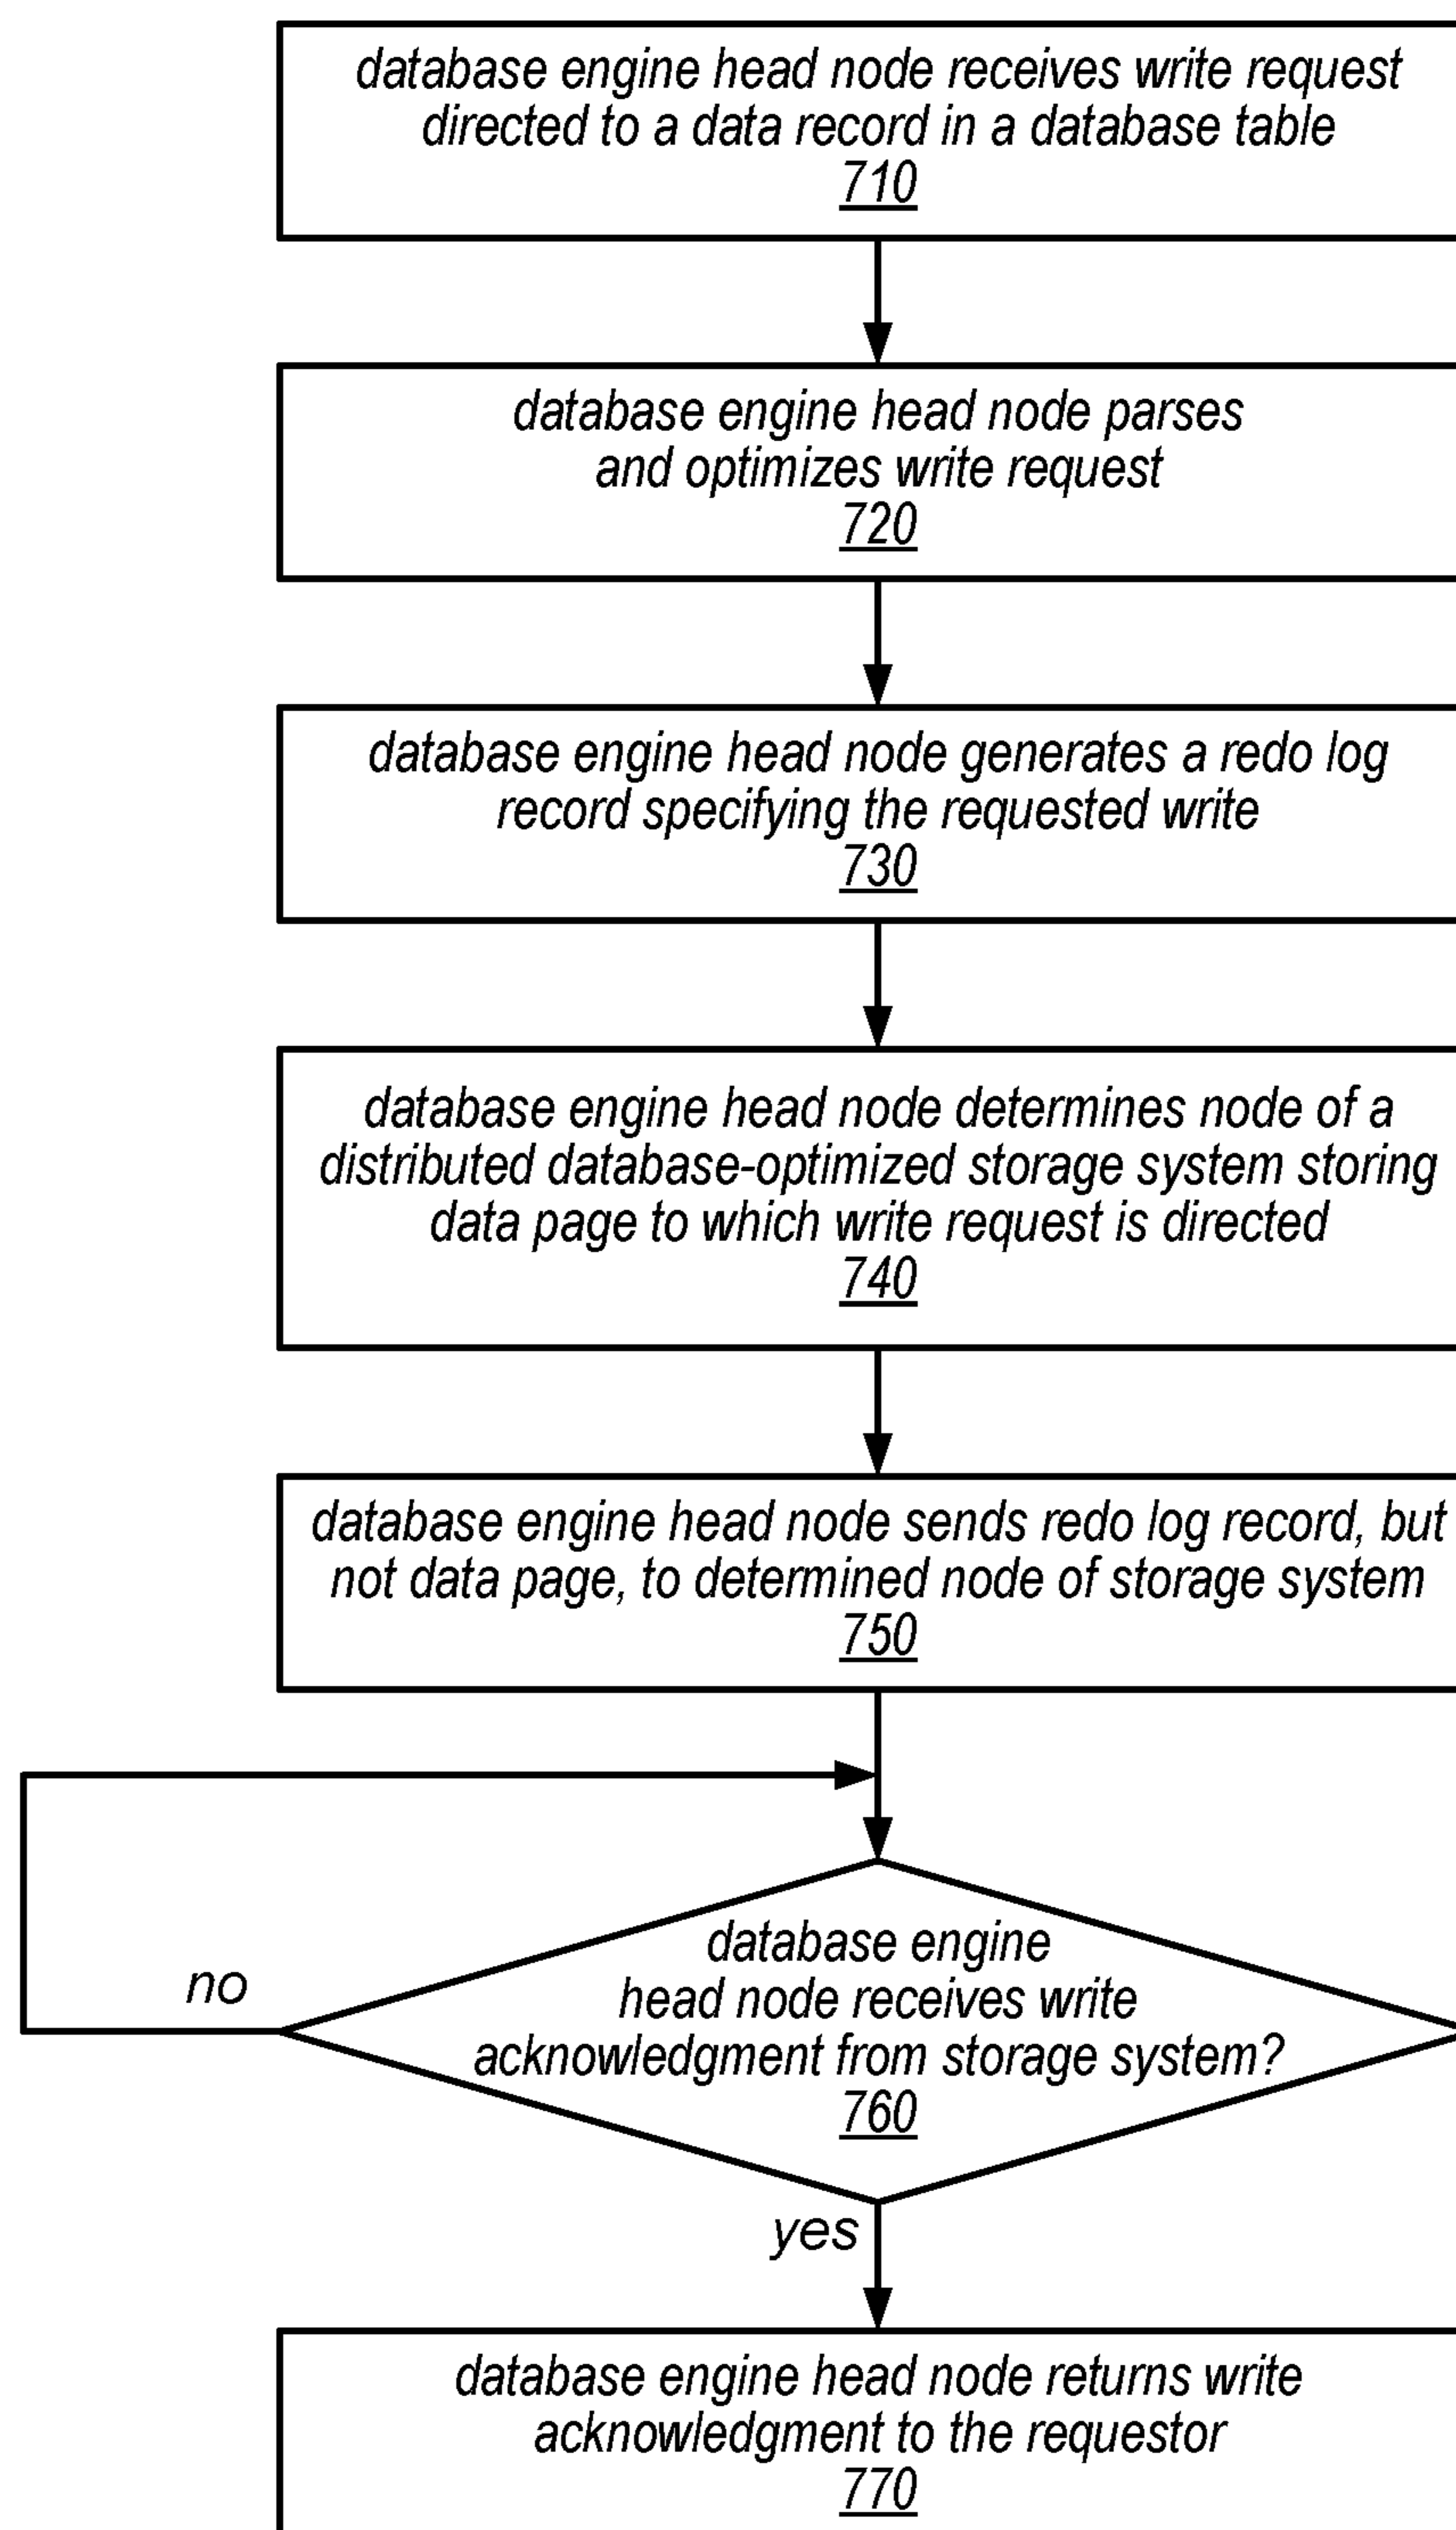 database engine head node receives write request
directed to a data record in a database table
710
database engine head node parses
and optimizes write request
720
database engine head node generates a redo log
record specifying the requested write
730
database engine head node determines node of a
distributed database-optimized storage system storing
data page to which write request is directed
740
database engine head node sends redo log record, but
not data page, to determined node of storage system
750
database engine
head node receives write
acknowledgment from storage system?
760
no
yes
database engine head node returns write
acknowledgment to the requestor
770